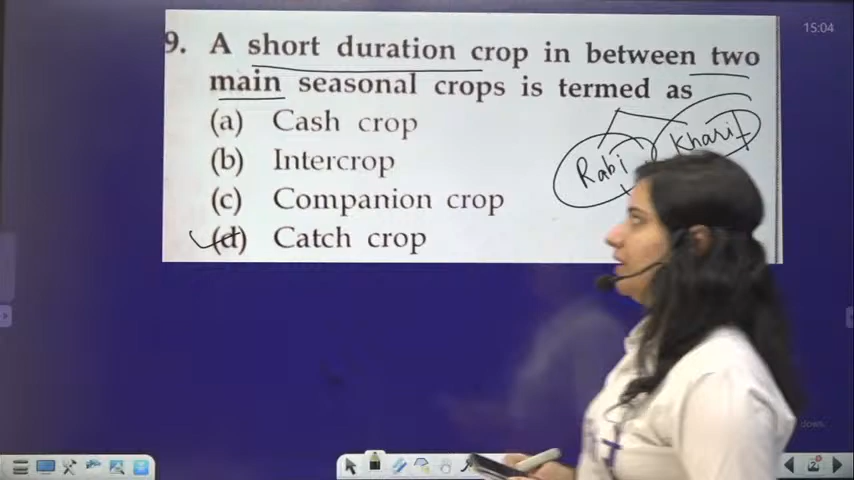 15:04
9. A short duration crop in between two
main seasonal crops is termed as
(a) Cash crop
(b) Intercrop
(c) Companion crop
(d) Catch crop
Rabi
Kharif